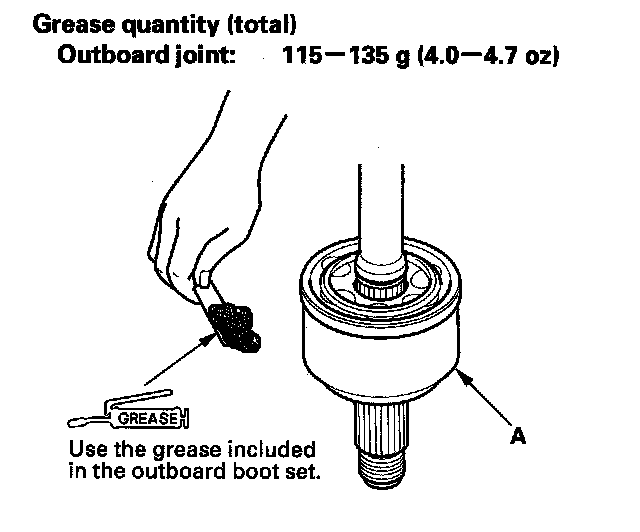 Grease quantity (total)
Outboard joint: 115—135 g (4.0—4.7 oz)
GREASE
A
Use the grease included
in the outboard boot set.